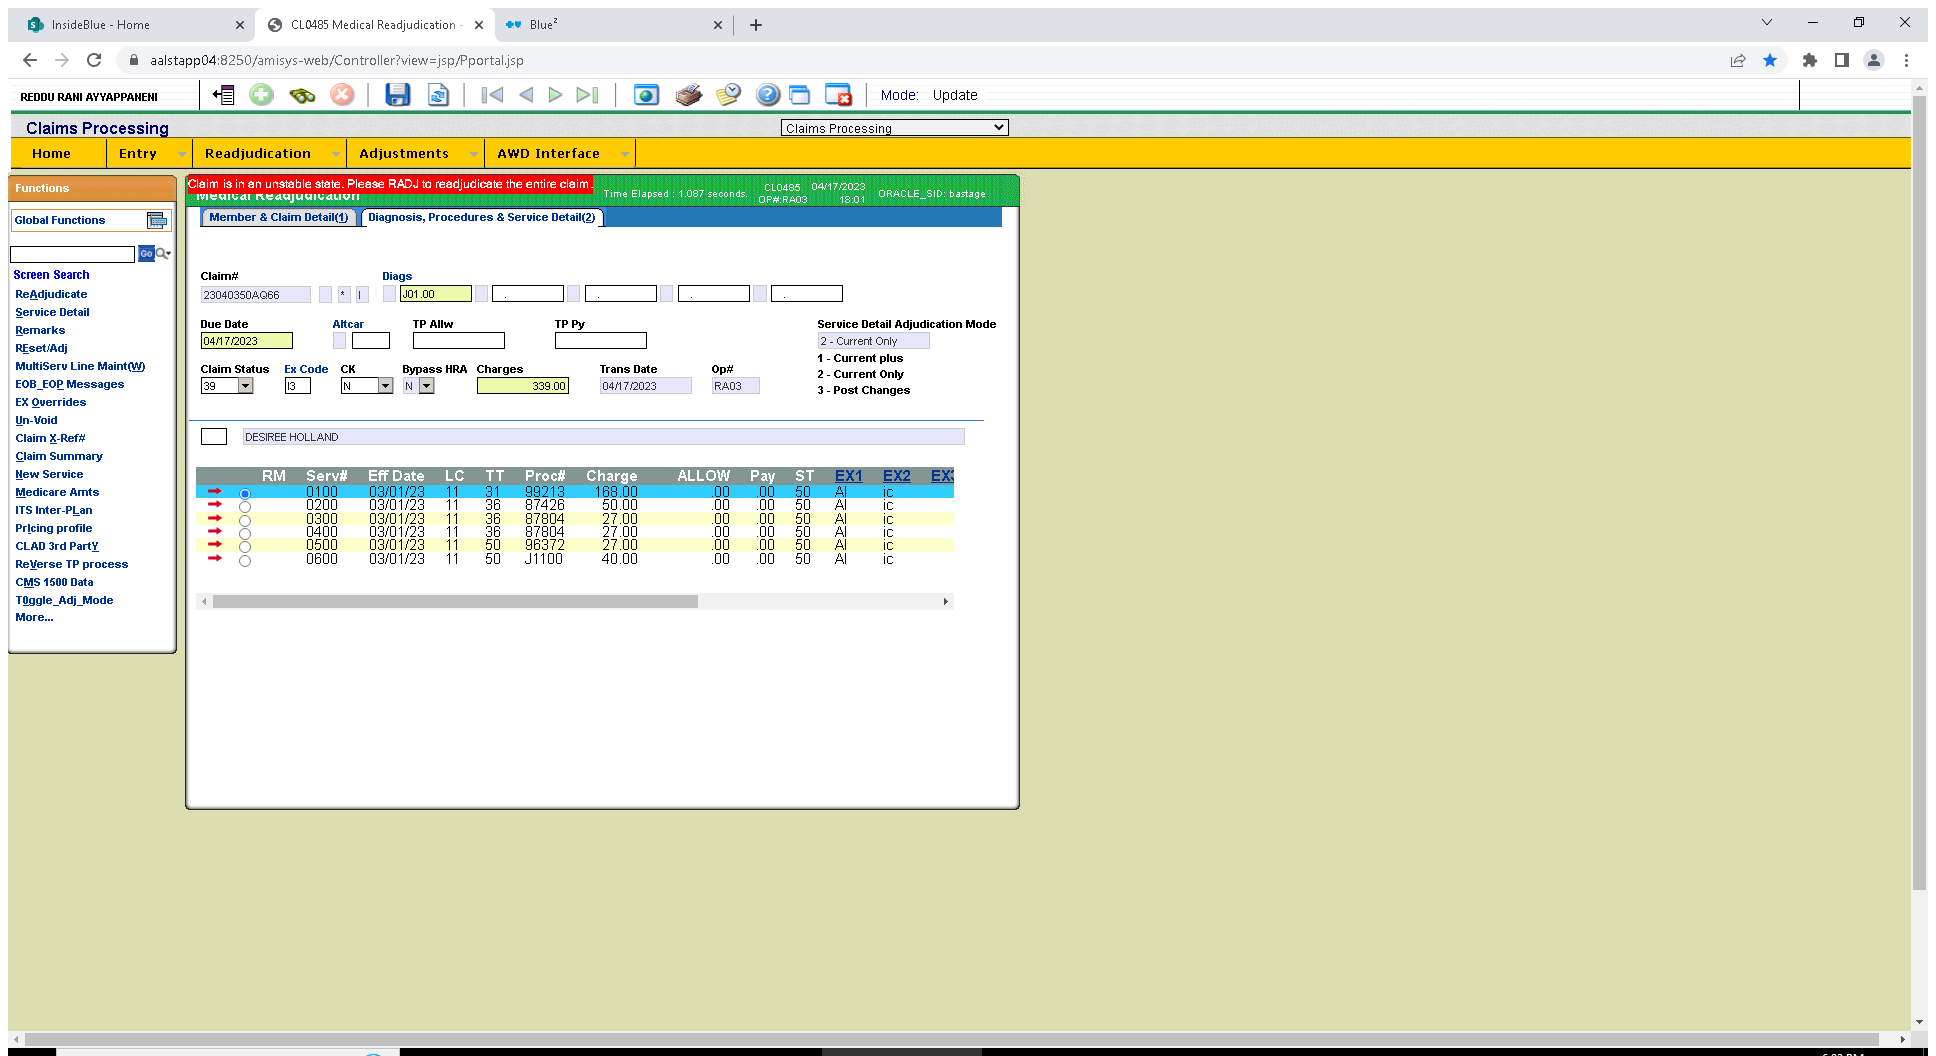 InsideBlue - Home
CL0485 Medical Readjudication -
Blue²
aalstapp04:8250/amisys-web/Controller?view=jsp/Pportal.jsp
REDDU RANI AYYAPPANENI
Mode: Update
Claims Processing
Claims Processing
Home Entry Readjudication Adjustments AWD Interface
Functions
Global Functions
Go
Screen Search
ReAdjudicate
Service Detail
Remarks
REset/Adj
MultiServ Line Maint(W)
EOB_EOP Messages
EX Overrides
Un-Void
Claim X-Ref#
Claim Summary
New Service
Medicare Amts
ITS Inter-PLan
PrIcing profile
CLAD 3rd PartY
ReVerse TP process
CMS 1500 Data
T0ggle_Adj_Mode
More...
Claim is in an unstable state. Please RADJ to readjudicate the entire claim.
Medical Readjudication
Time Elapsed : 1.087 seconds.
CL0485 04/17/2023
OP#:RA03 18:01
ORACLE_SID: bastage
Member & Claim Detail(1)
Diagnosis, Procedures & Service Detail(2)
Claim# Diags
23040350AQ66 * I J01.00 . . . .
Due Date Altcar TP Allw TP Py Service Detail Adjudication Mode
04/17/2023 2 - Current Only
1 - Current plus
2 - Current Only
3 - Post Changes
Claim Status Ex Code CK Bypass HRA Charges Trans Date Op#
39 I3 N N 339.00 04/17/2023 RA03
DESIREE HOLLAND
RM Serv# Eff Date LC TT Proc# Charge ALLOW Pay ST EX1 EX2 EX3
0100 03/01/23 11 31 99213 168.00 .00 .00 50 Al ic
0200 03/01/23 11 36 87426 50.00 .00 .00 50 Al ic
0300 03/01/23 11 36 87804 27.00 .00 .00 50 Al ic
0400 03/01/23 11 36 87804 27.00 .00 .00 50 Al ic
0500 03/01/23 11 50 96372 27.00 .00 .00 50 Al ic
0600 03/01/23 11 50 J1100 40.00 .00 .00 50 Al ic